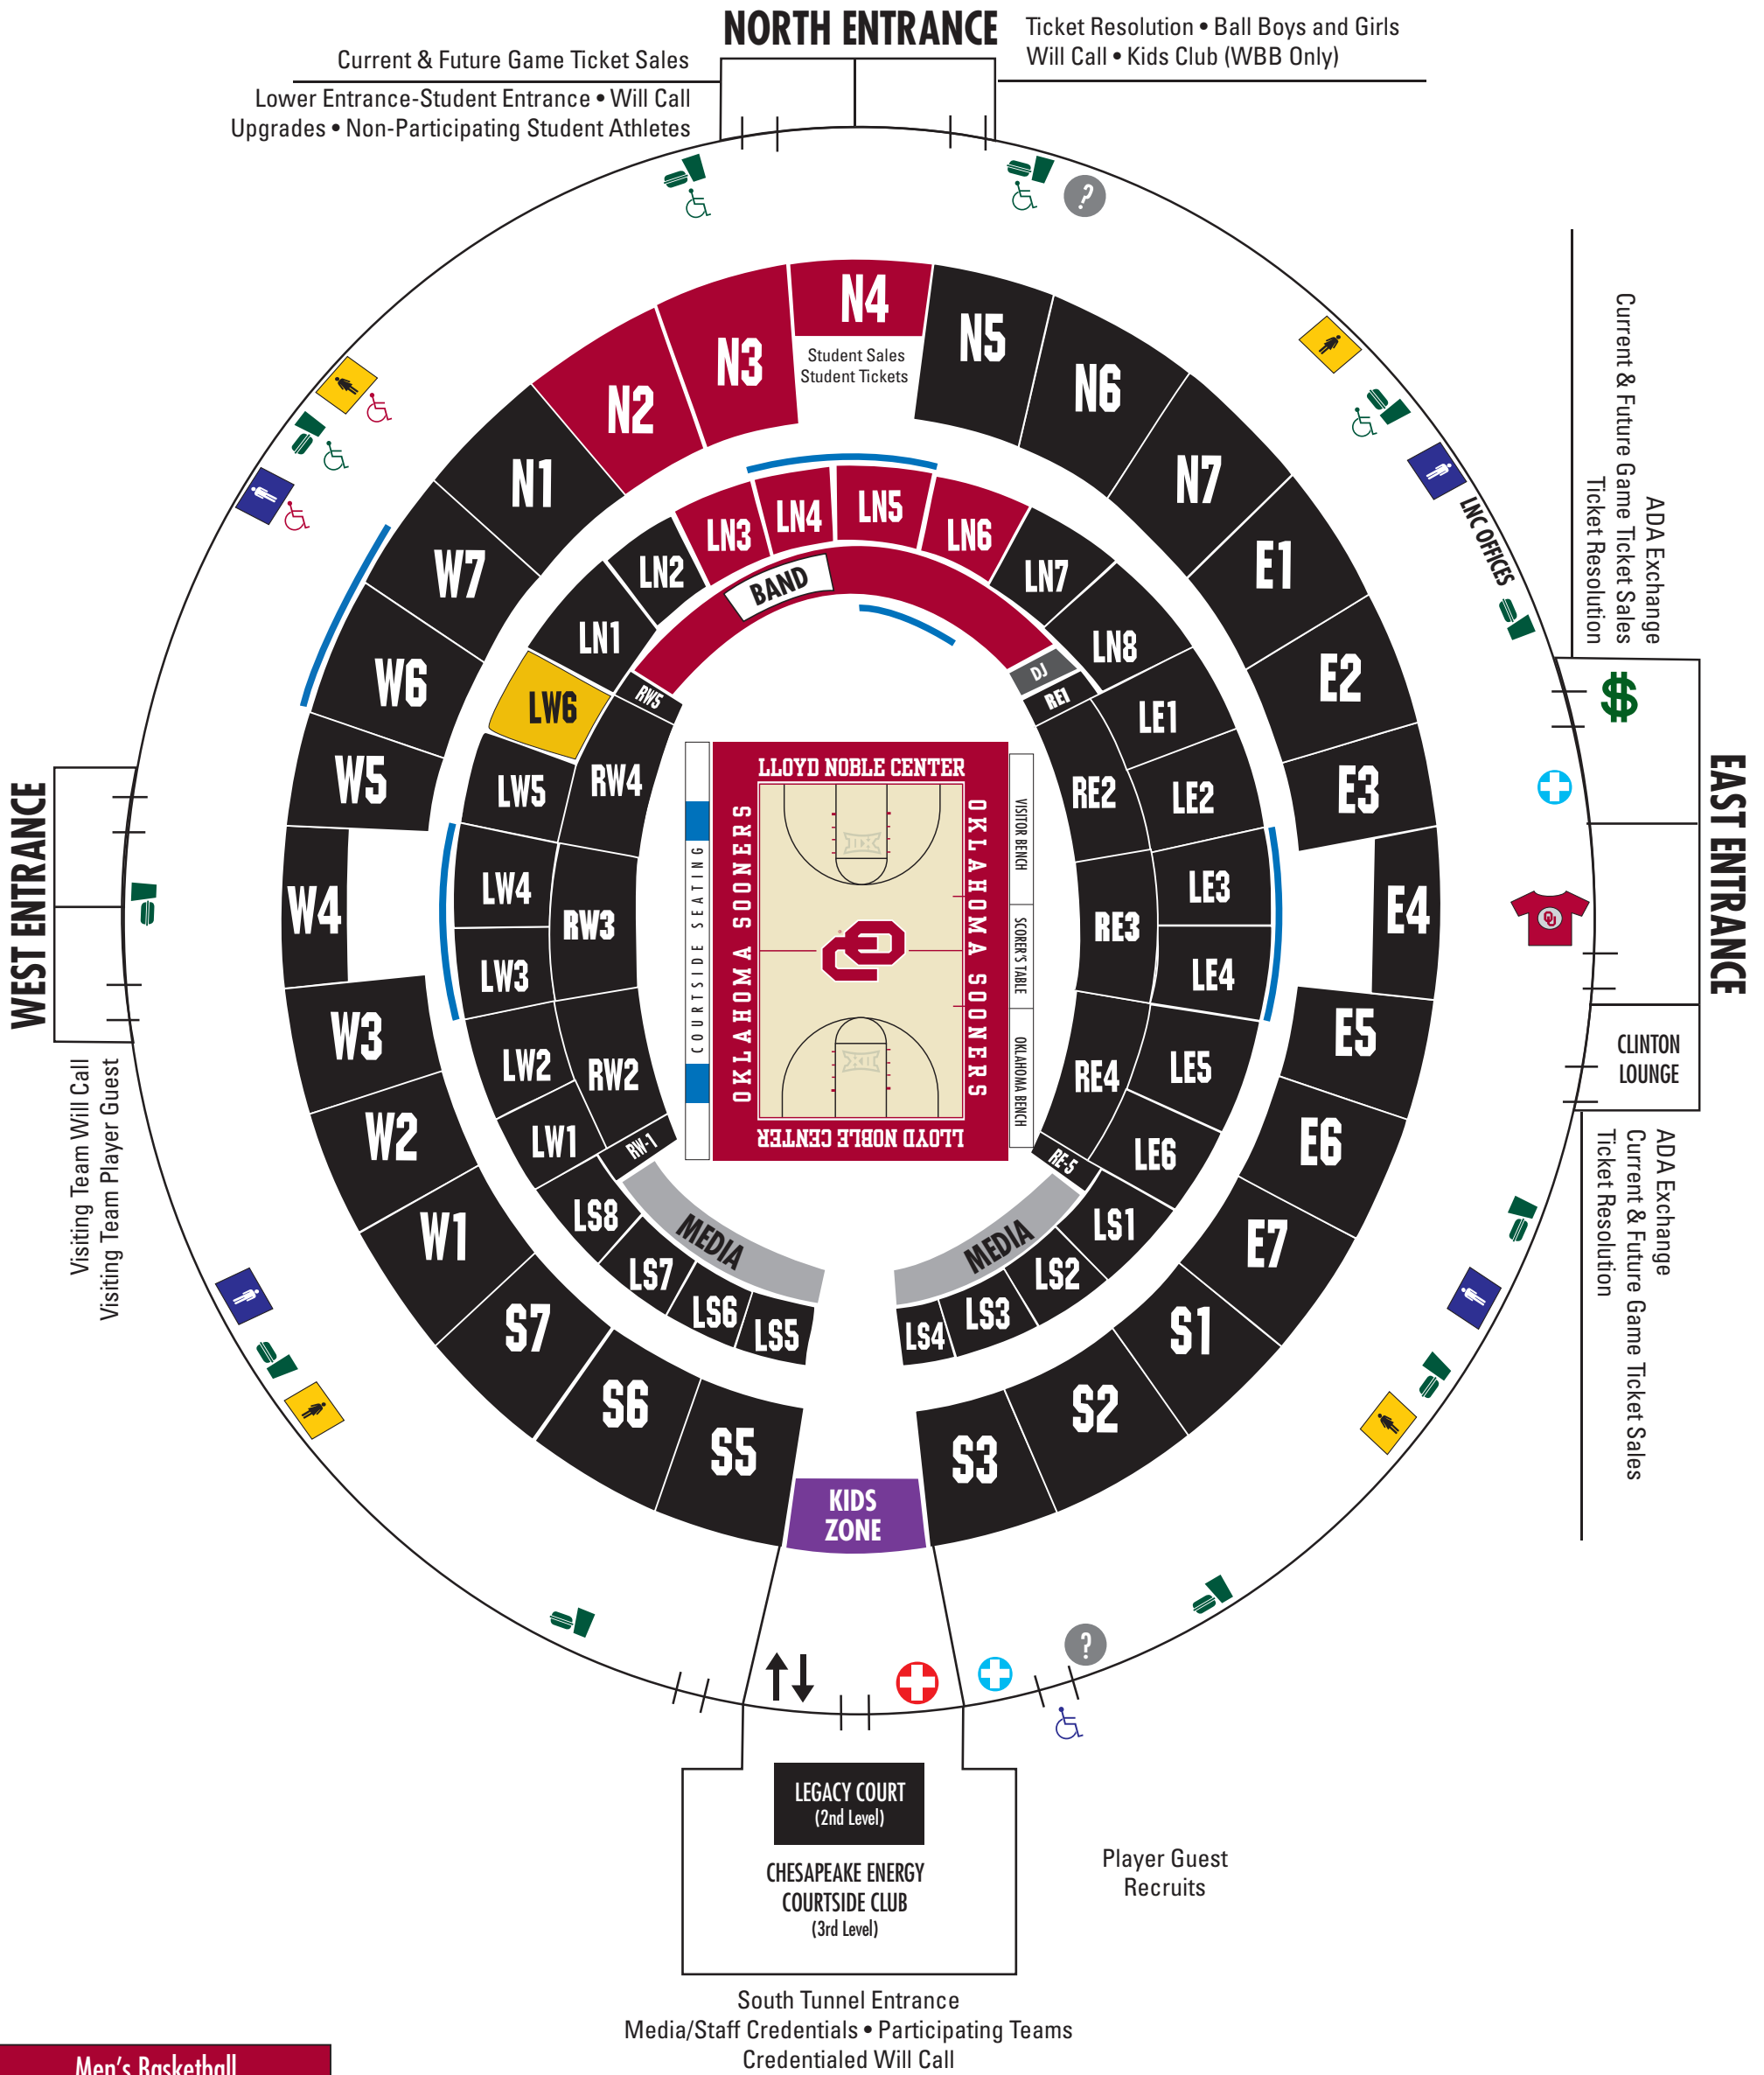 NORTH ENTRANCE
Current & Future Game Ticket Sales
Lower Entrance-Student Entrance • Will Call
Upgrades • Non-Participating Student Athletes
Ticket Resolution • Ball Boys and Girls
Will Call • Kids Club (WBB Only)
?
N1
N2
N3
N4
Student Sales
Student Tickets
N5
N6
N7
LNC OFFICES
Current & Future Game Ticket Sales
Ticket Resolution
ADA Exchange
$
EAST ENTRANCE
CLINTON
LOUNGE
ADA Exchange
Current & Future Game Ticket Sales
Ticket Resolution
E1
E2
E3
E4
E5
E6
E7
OU
WEST ENTRANCE
Visiting Team Will Call
Visiting Team Player Guest
W7
W6
W5
W4
W3
W2
W1
LN1
LN2
LN3
LN4
LN5
LN6
LN7
LN8
BAND
DJ
LW6
LW5
LW4
LW3
LW2
LW1
RW5
RW4
RW3
RW2
RW-1
RE1
RE2
RE3
RE4
RE-5
LE1
LE2
LE3
LE4
LE5
LE6
COURTSIDE SEATING
LLOYD NOBLE CENTER
OKLAHOMA SOONERS
OKLAHOMA SOONERS
XII
OU
XII
LLOYD NOBLE CENTER
VISITOR BENCH
SCORER'S TABLE
OKLAHOMA BENCH
MEDIA
MEDIA
LS8
LS7
LS6
LS5
LS4
LS3
LS2
LS1
S7
S6
S5
S3
S2
S1
KIDS
ZONE
?
LEGACY COURT
(2nd Level)
CHESAPEAKE ENERGY
COURTSIDE CLUB
(3rd Level)
Player Guest
Recruits
South Tunnel Entrance
Media/Staff Credentials • Participating Teams
Credentialed Will Call
Men's Basketball